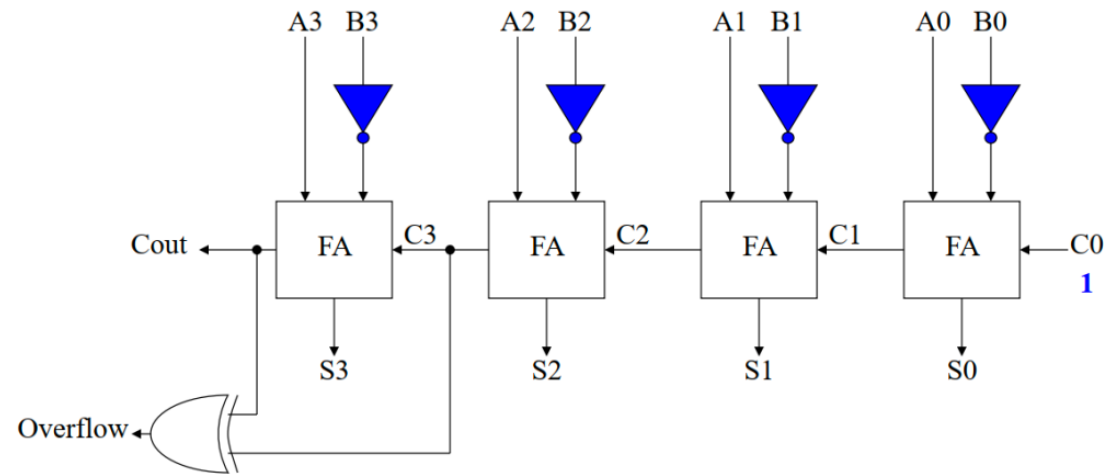 A3 B3 A2 B2 A1 B1 A0 B0
Cout FA C3 FA C2 FA C1 FA C0
1
S3 S2 S1 S0
Overflow